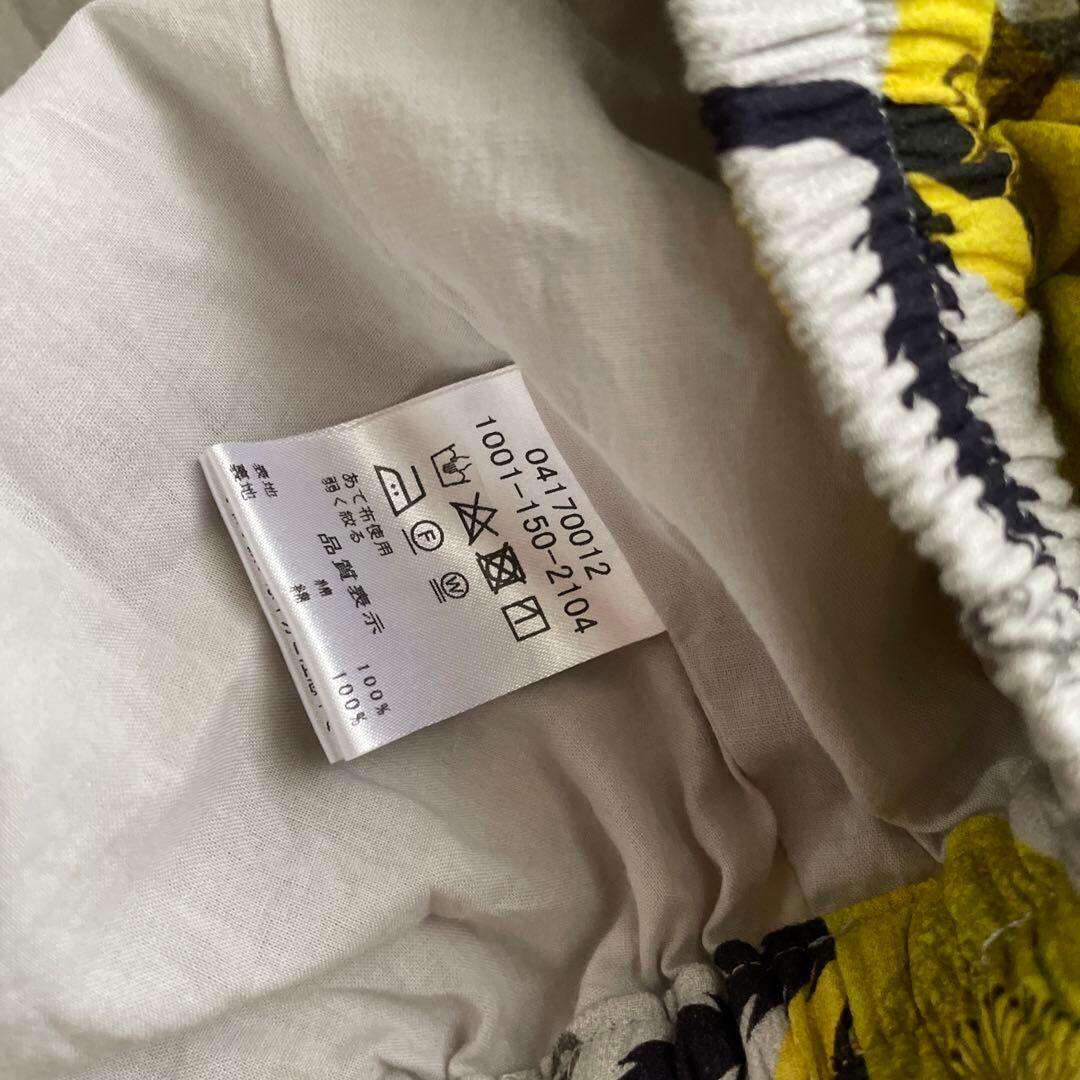 04170012
1001-150-2104
F
W
あて布使用
弱く絞る
品質表示
表地 綿 100%
裏地 綿 100%